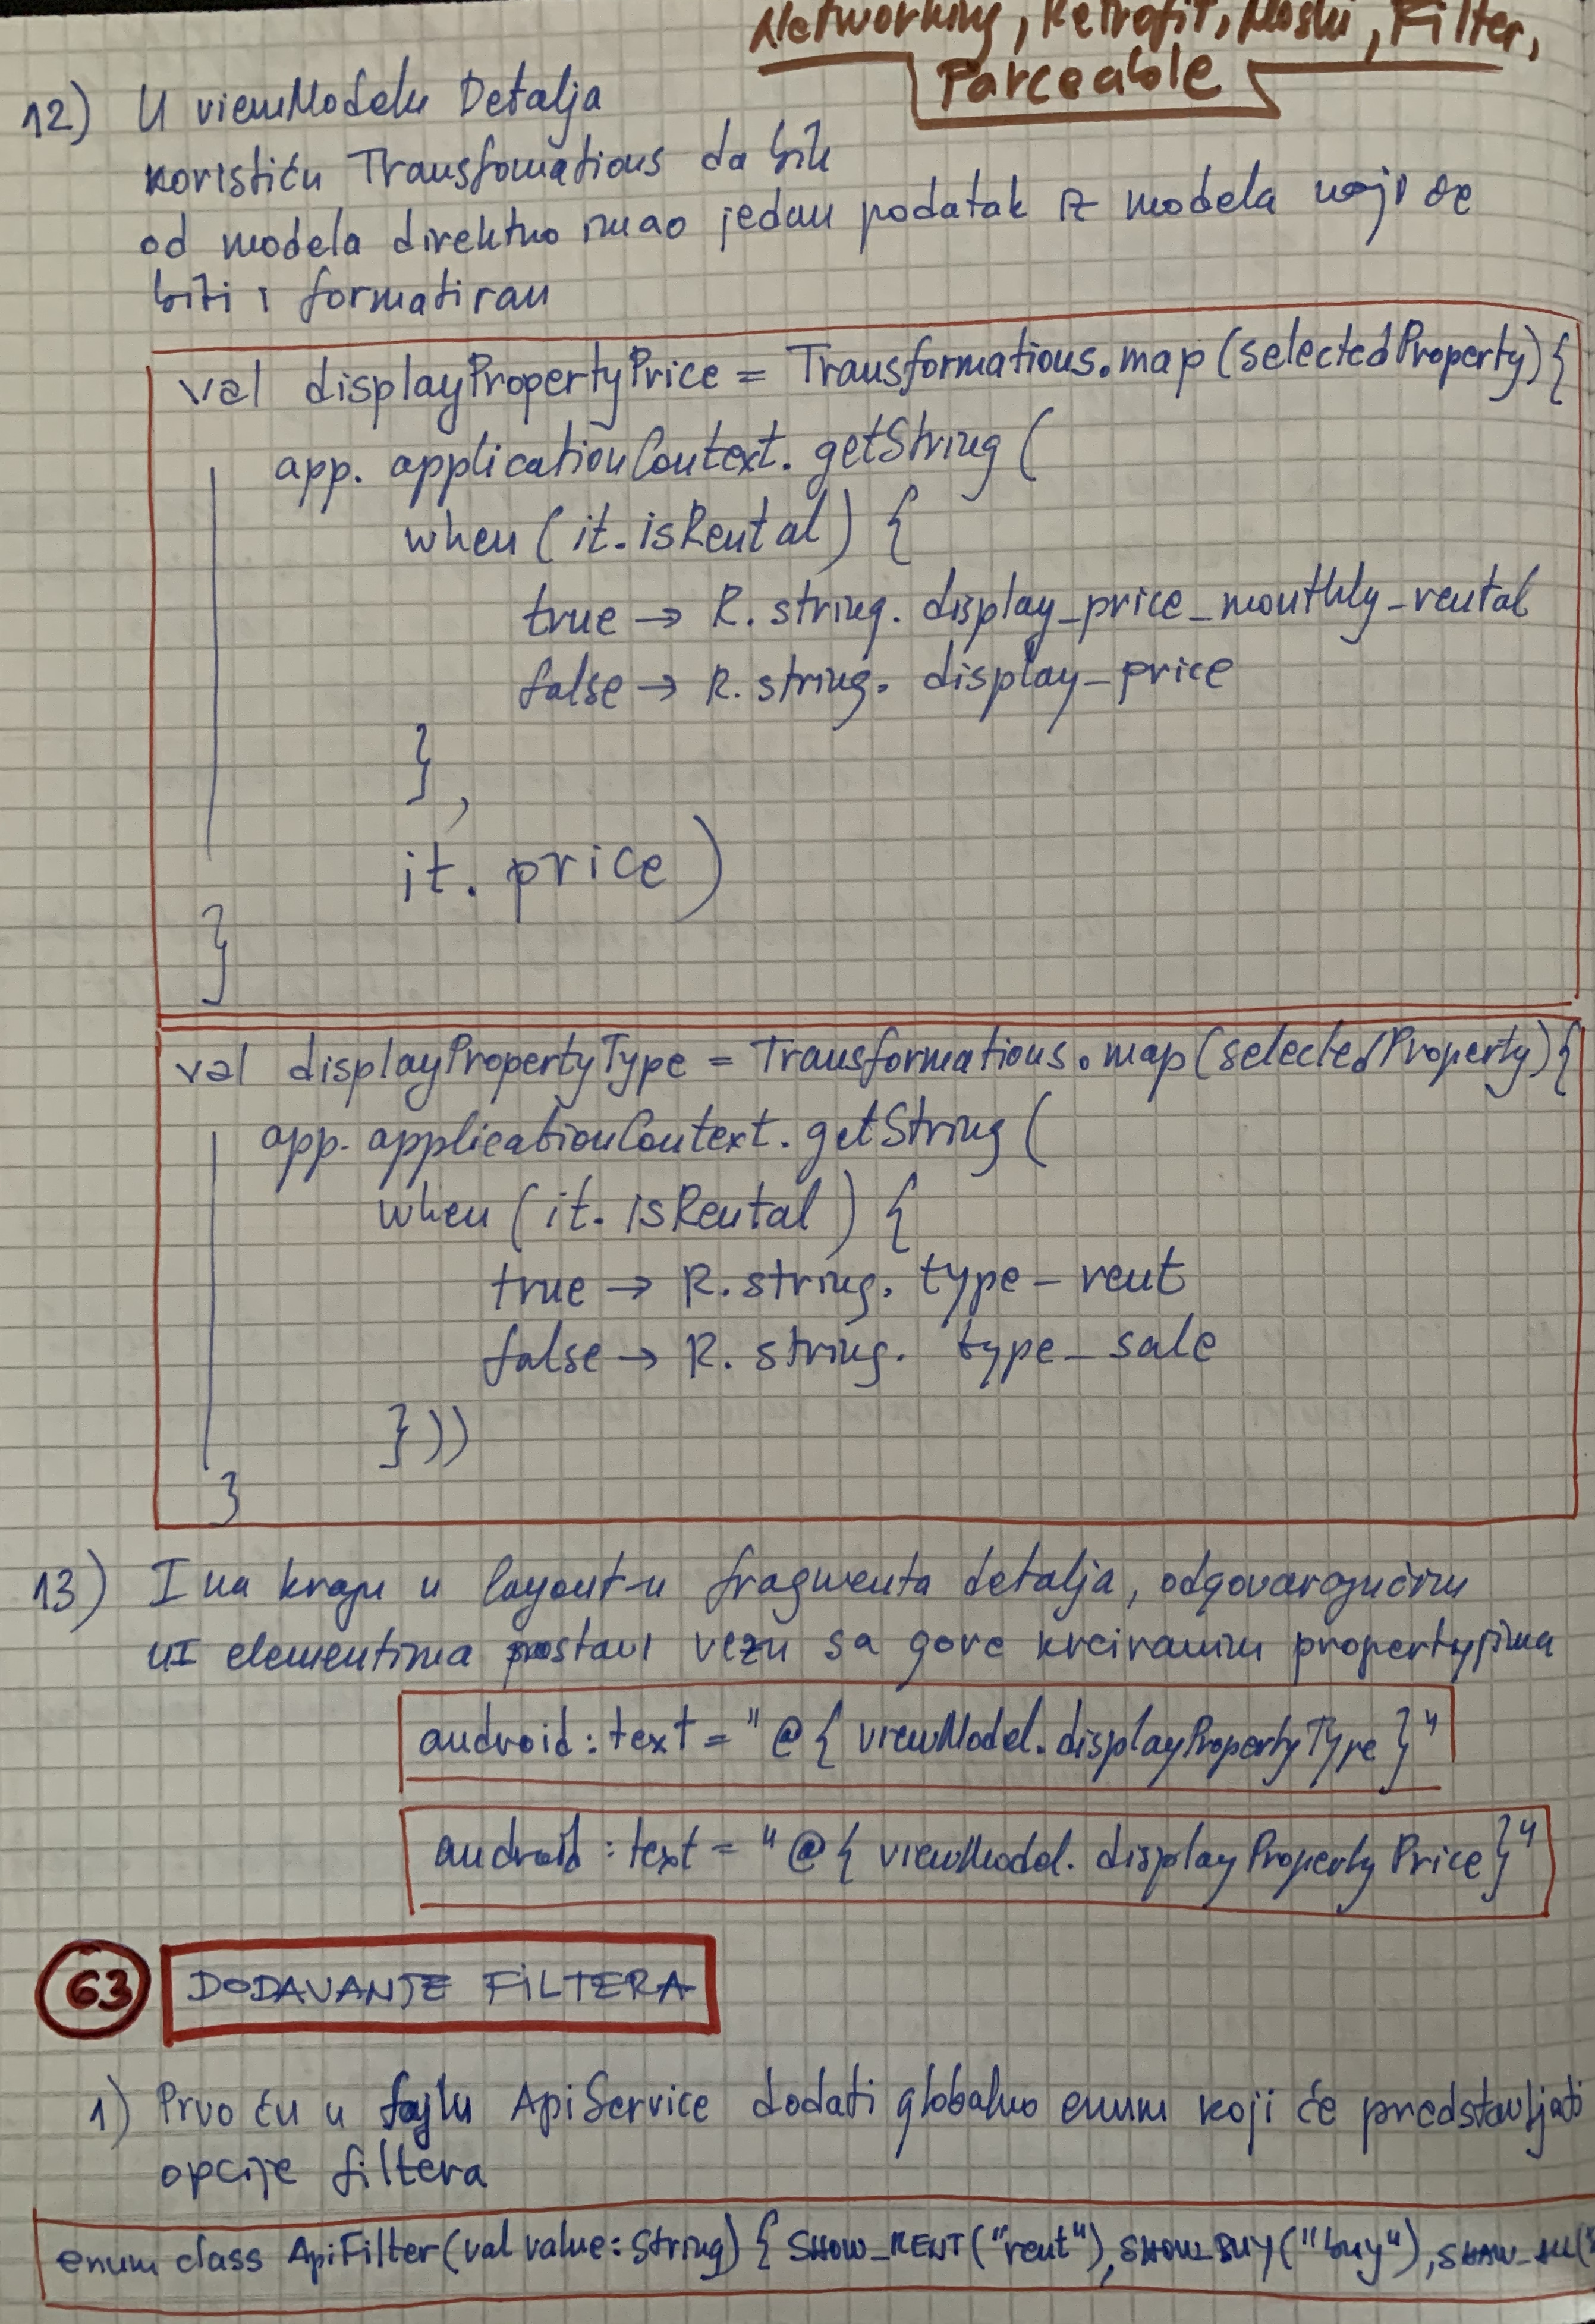 Networking, Retrofit, Moshi, Filter,
Parceable
12) U viewModelu Detalja
koristiću Transfomations da bih
od modela direktno imao jedan podatak iz modela koji će
biti i formatiran
val displayPropertyPrice = Transformations.map(selectedProperty){
app. applicationContext. getString (
when (it. isRental) {
true → R. string. display_price_monthly_rental
false → R. string. display_price
},
it. price)
}
val displayPropertyType = Transformations.map(selectedProperty){
app. applicationContext. getString (
when (it. isRental) {
true → R. string. type_rent
false → R. string. type_sale
}))
}
13) I na kraju u layout-u fragmenta detalja, odgovarajućim
UI elementima postavi vezu sa gore kreiranim propertyjima
android:text = "@{ viewModel.displayPropertyType }"
android:text = "@{ viewModel. displayPropertyPrice}"
63 DODAVANJE FILTERA
1) Prvo ću u fajlu ApiService dodati globalno enum koji će predstavljati
opcije filtera
enum class ApiFilter(val value:String) { SHOW_RENT("rent"), SHOW_BUY("buy"), SHOW_ALL("